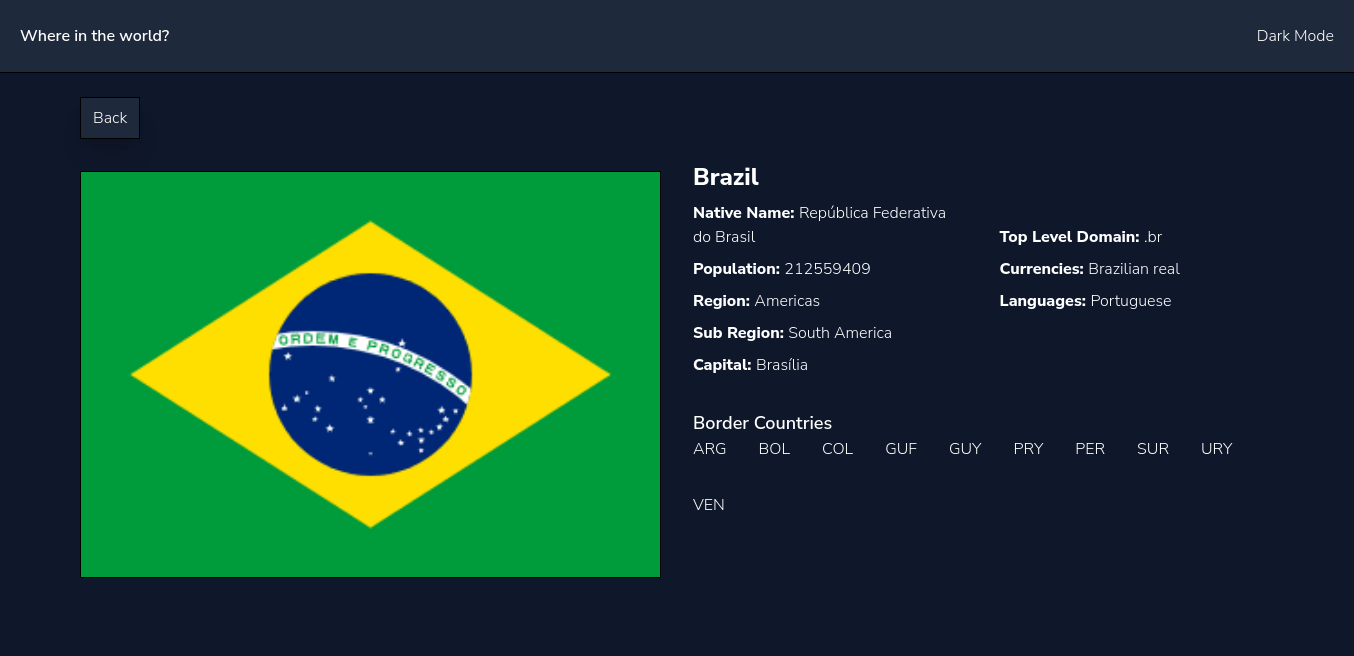 Where in the world?
Dark Mode
Back
ORDEM E PROGRESSO
Brazil
Native Name: República Federativa
do Brasil
Population: 212559409
Region: Americas
Sub Region: South America
Capital: Brasília
Top Level Domain: .br
Currencies: Brazilian real
Languages: Portuguese
Border Countries
ARG BOL COL GUF GUY PRY PER SUR URY
VEN